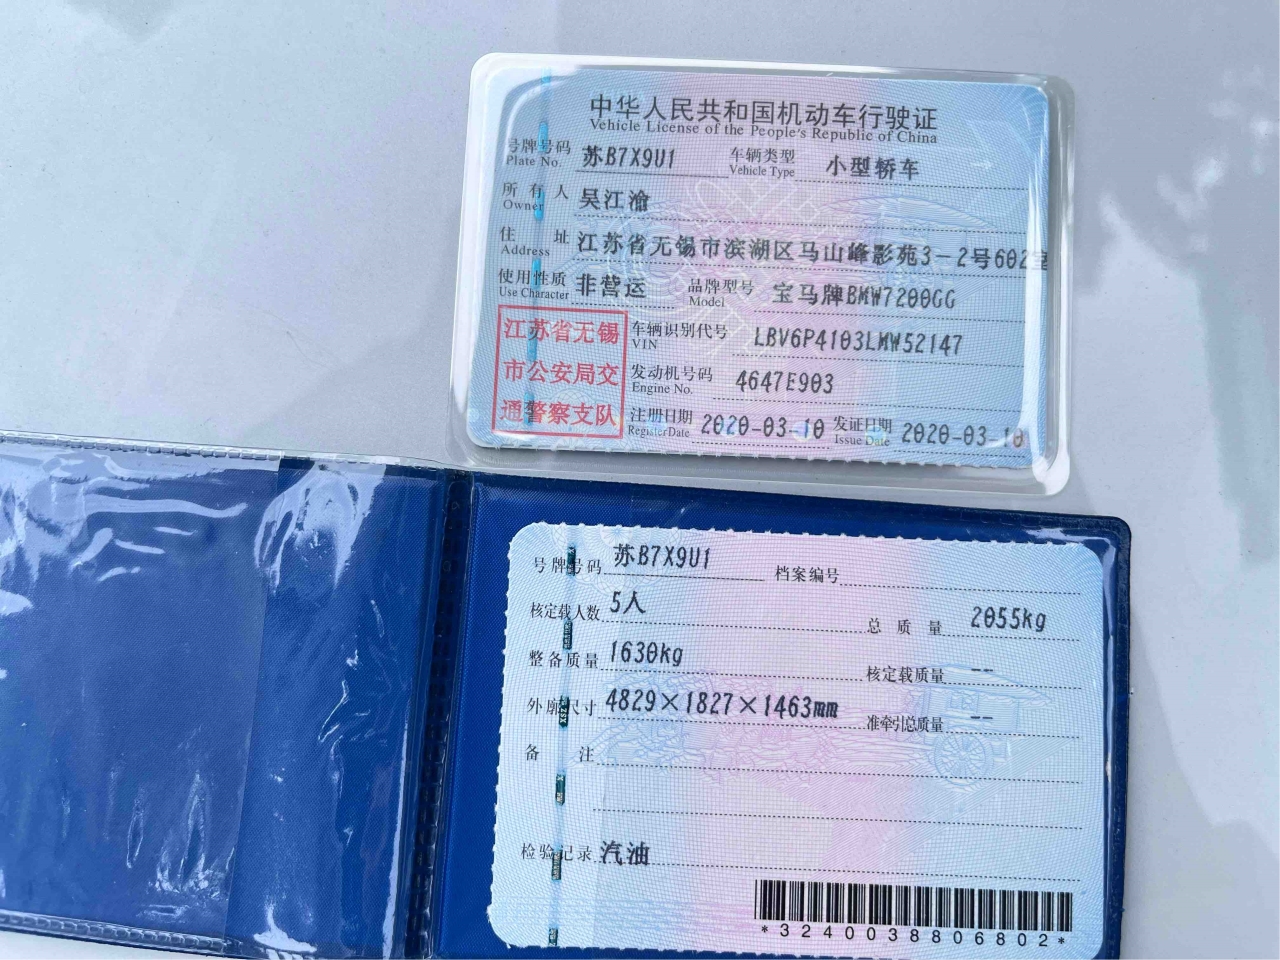 中华人民共和国机动车行驶证
Vehicle License of the People's Republic of China
号牌号码 苏B7X9U1 车辆类型 小型轿车
Plate No. Vehicle Type
所有人 吴江渝
Owner
住址 江苏省无锡市滨湖区马山峰影苑3-2号602室
Address
使用性质 非营运 品牌型号 宝马牌BMW7200GG
Use Character Model
江苏省无锡
市公安局交
通警察支队
车辆识别代号 LBV6P4103LMW52147
VIN
发动机号码 4647E903
Engine No.
注册日期 2020-03-10 发证日期 2020-03-10
Register Date Issue Date
号牌号码 苏B7X9U1 档案编号
核定载人数 5人 总质量 2055kg
整备质量 1630kg 核定载质量 --
外廓尺寸 4829×1827×1463mm 准牵引总质量 --
备注
检验记录 汽油
*3240038806802*